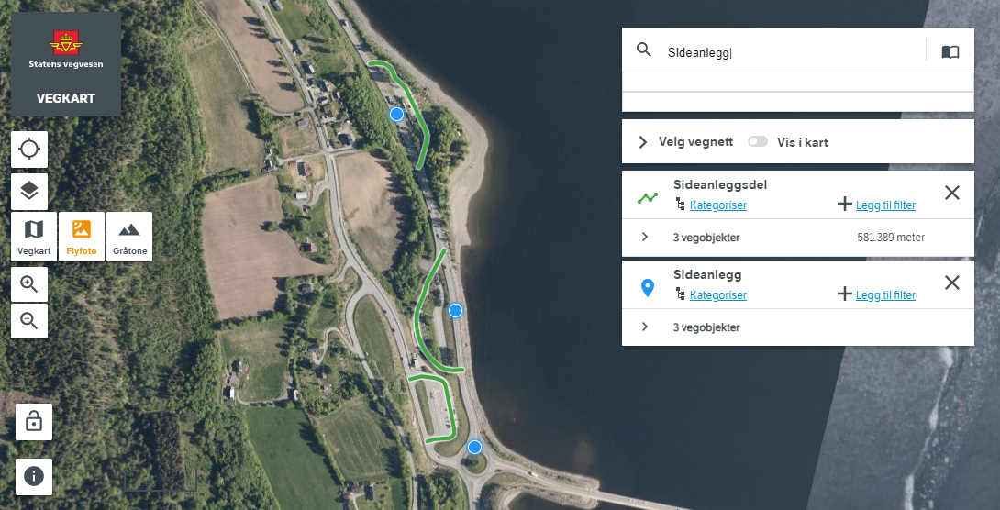 Statens vegvesen
VEGKART
Vegkart
Flyfoto
Gråtone
Sideanlegg
Velg vegnett
Vis i kart
Sideanleggsdel
Kategoriser
Legg til filter
3 vegobjekter
581.389 meter
Sideanlegg
Kategoriser
Legg til filter
3 vegobjekter